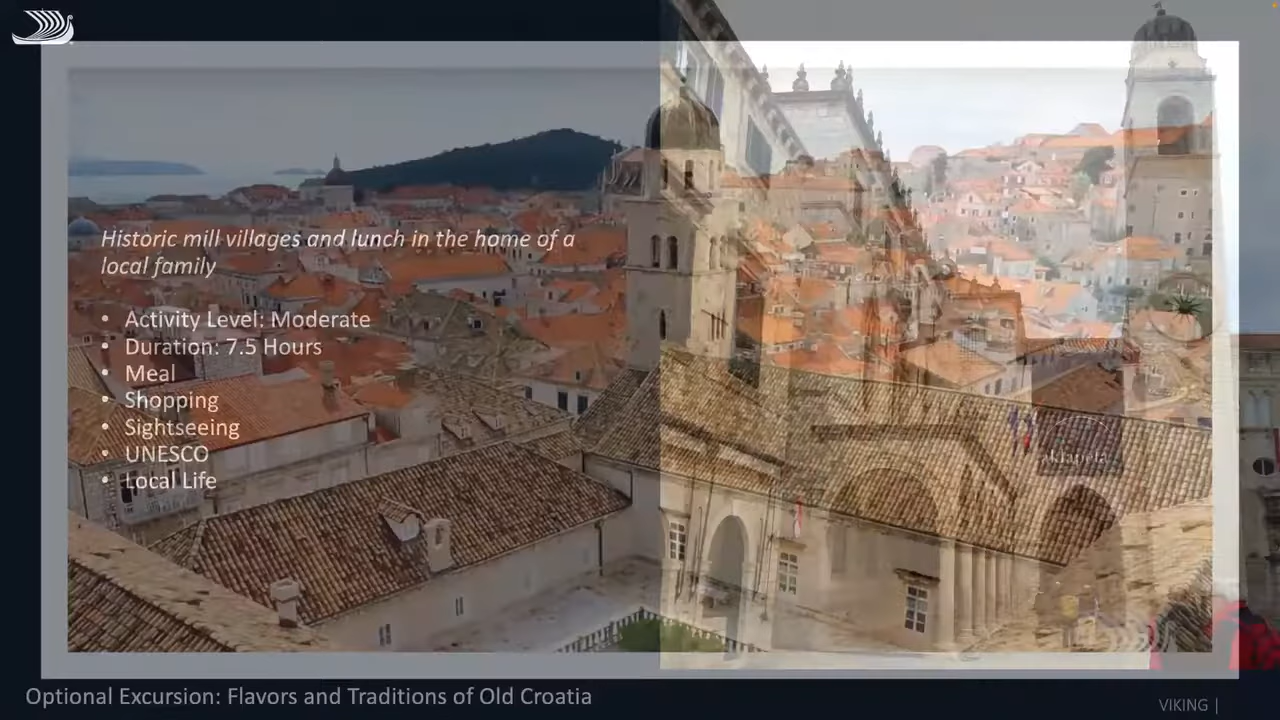 Historic mill villages and lunch in the home of a
local family
• Activity Level: Moderate
• Duration: 7.5 Hours
• Meal
• Shopping
• Sightseeing
• UNESCO
• Local Life
Optional Excursion: Flavors and Traditions of Old Croatia
VIKING |